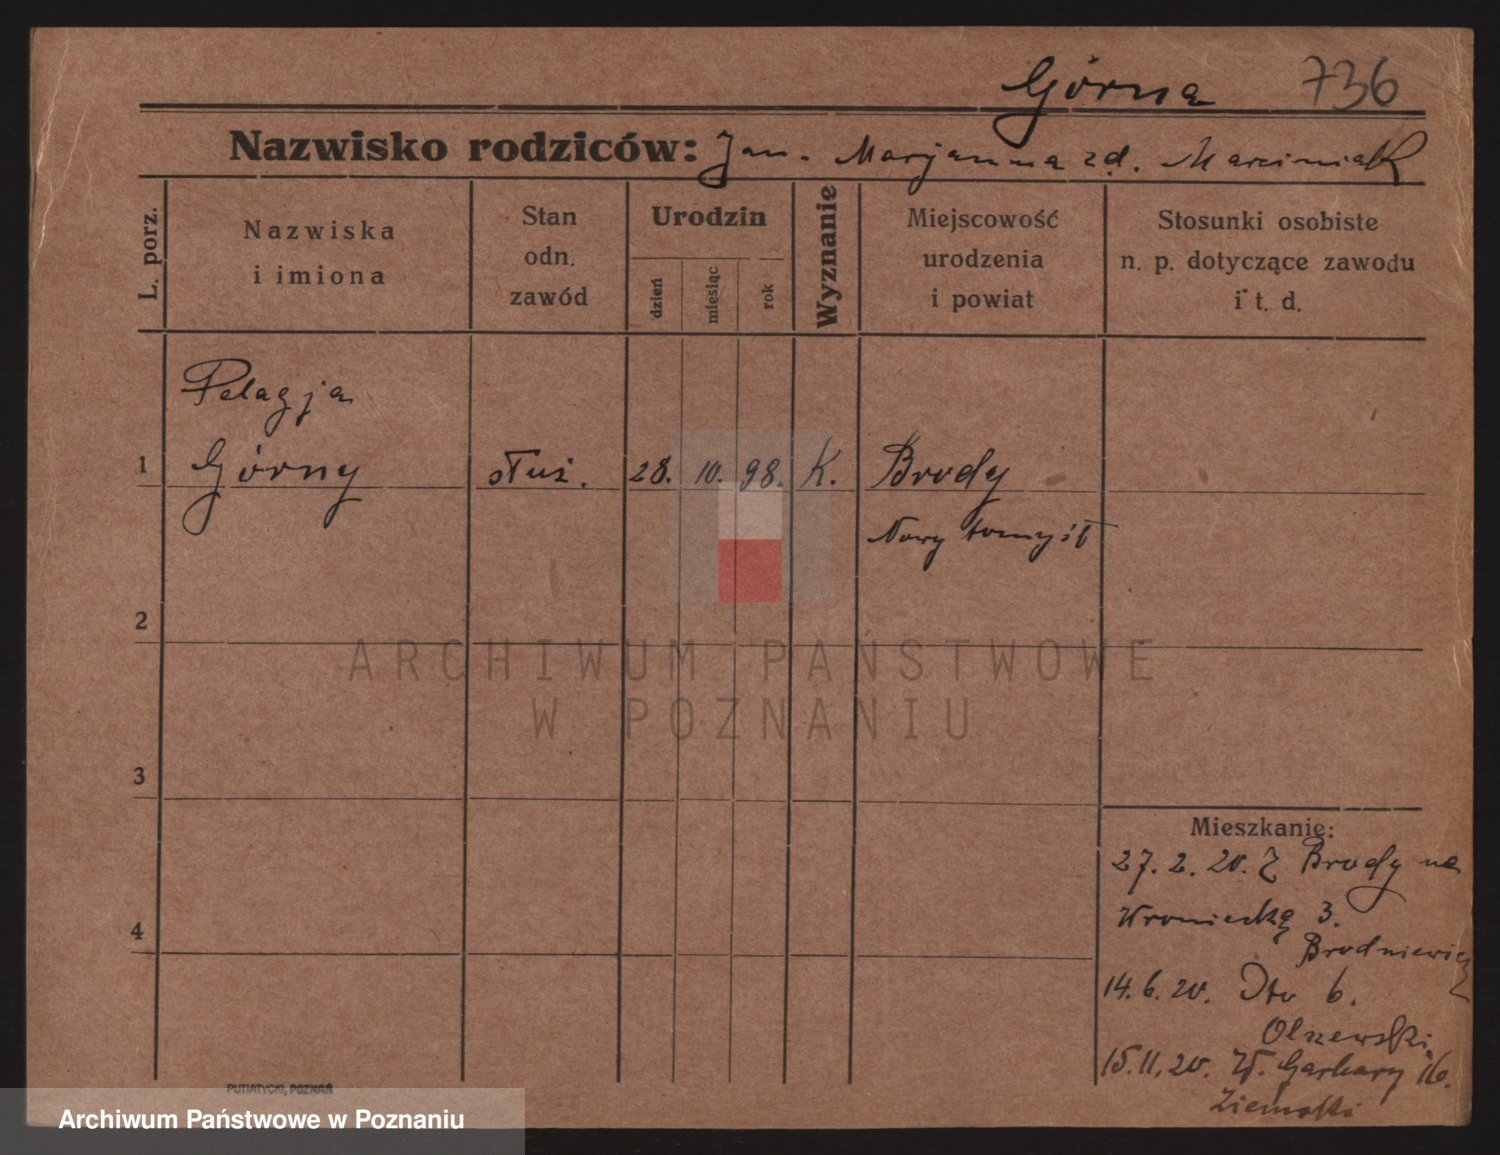 Górna 736
Nazwisko rodziców: Jan. Marjanna zd. Marciniak
L. porz.
Nazwiska
i imiona
Stan
odn.
zawód
Urodzin
dzień
miesiąc
rok
Wyznanie
Miejscowość
urodzenia
i powiat
Stosunki osobiste
n. p. dotyczące zawodu
i t. d.
Pelagja
1 Górny służ. 28. 10. 98. K. Brody
Nowy tomyśl
2
ARCHIWUM PAŃSTWOWE
W POZNANIU
3
Mieszkanie:
27. 2. 20. Z Brody na
Wroniecką 3.
4
Brodniewicz
14. 6. 20. Dto 6.
Olszewski
15. 11. 20. W. Garbary 16.
PUTIATYCKI, POZNAŃ
Archiwum Państwowe w Poznaniu